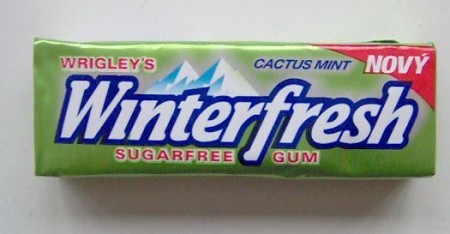 WRIGLEY'S CACTUS MINT NOVÝ
Winterfresh
SUGARFREE GUM